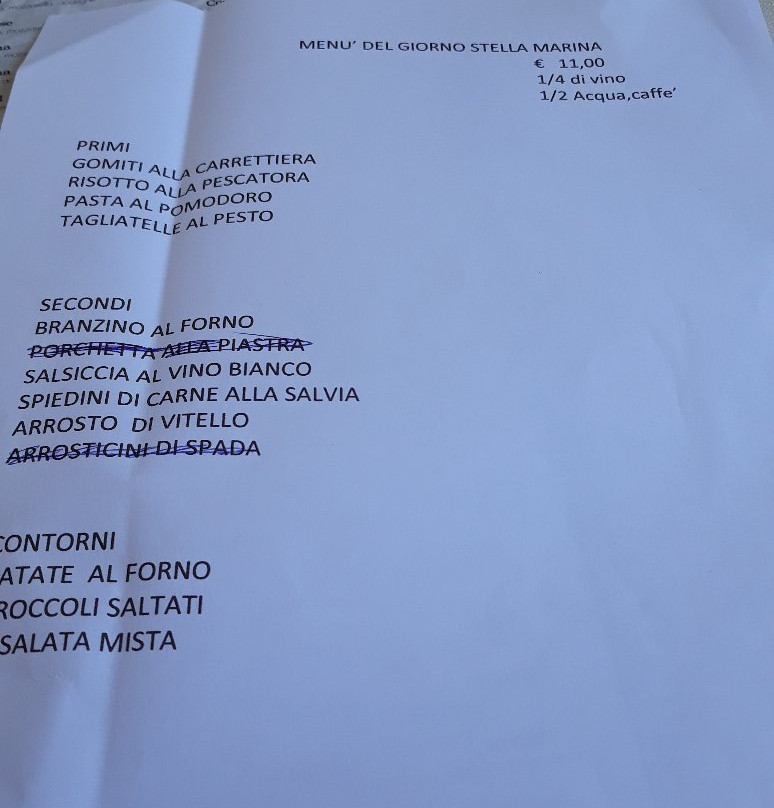 MENU' DEL GIORNO STELLA MARINA
€ 11,00
1/4 di vino
1/2 Acqua,caffe'
PRIMI
GOMITI ALLA CARRETTIERA
RISOTTO ALLA PESCATORA
PASTA AL POMODORO
TAGLIATELLE AL PESTO
SECONDI
BRANZINO AL FORNO
PORCHETTA ALLA PIASTRA
SALSICCIA AL VINO BIANCO
SPIEDINI DI CARNE ALLA SALVIA
ARROSTO DI VITELLO
ARROSTICINI DI SPADA
CONTORNI
ATATE AL FORNO
ROCCOLI SALTATI
SALATA MISTA